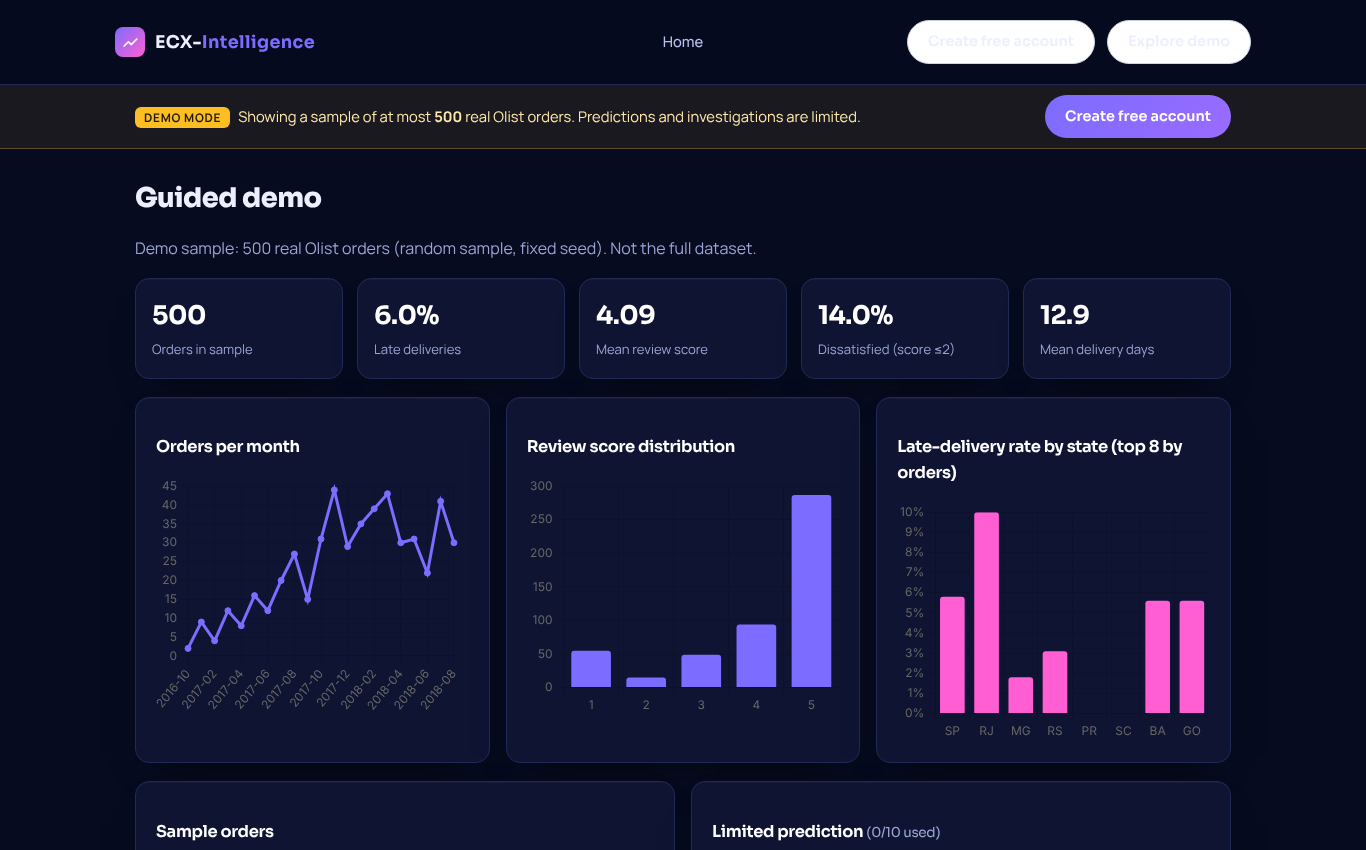 ECX-Intelligence
Home
Create free account
Explore demo
DEMO MODE Showing a sample of at most 500 real Olist orders. Predictions and investigations are limited.
Create free account
Guided demo
Demo sample: 500 real Olist orders (random sample, fixed seed). Not the full dataset.
500
Orders in sample
6.0%
Late deliveries
4.09
Mean review score
14.0%
Dissatisfied (score ≤2)
12.9
Mean delivery days
Orders per month
45
40
35
30
25
20
15
10
5
0
2016-10
2017-02
2017-04
2017-06
2017-08
2017-10
2017-12
2018-02
2018-04
2018-06
2018-08
Review score distribution
300
250
200
150
100
50
0
1
2
3
4
5
Late-delivery rate by state (top 8 by
orders)
10%
9%
8%
7%
6%
5%
4%
3%
2%
1%
0%
SP
RJ
MG
RS
PR
SC
BA
GO
Sample orders
Limited prediction (0/10 used)